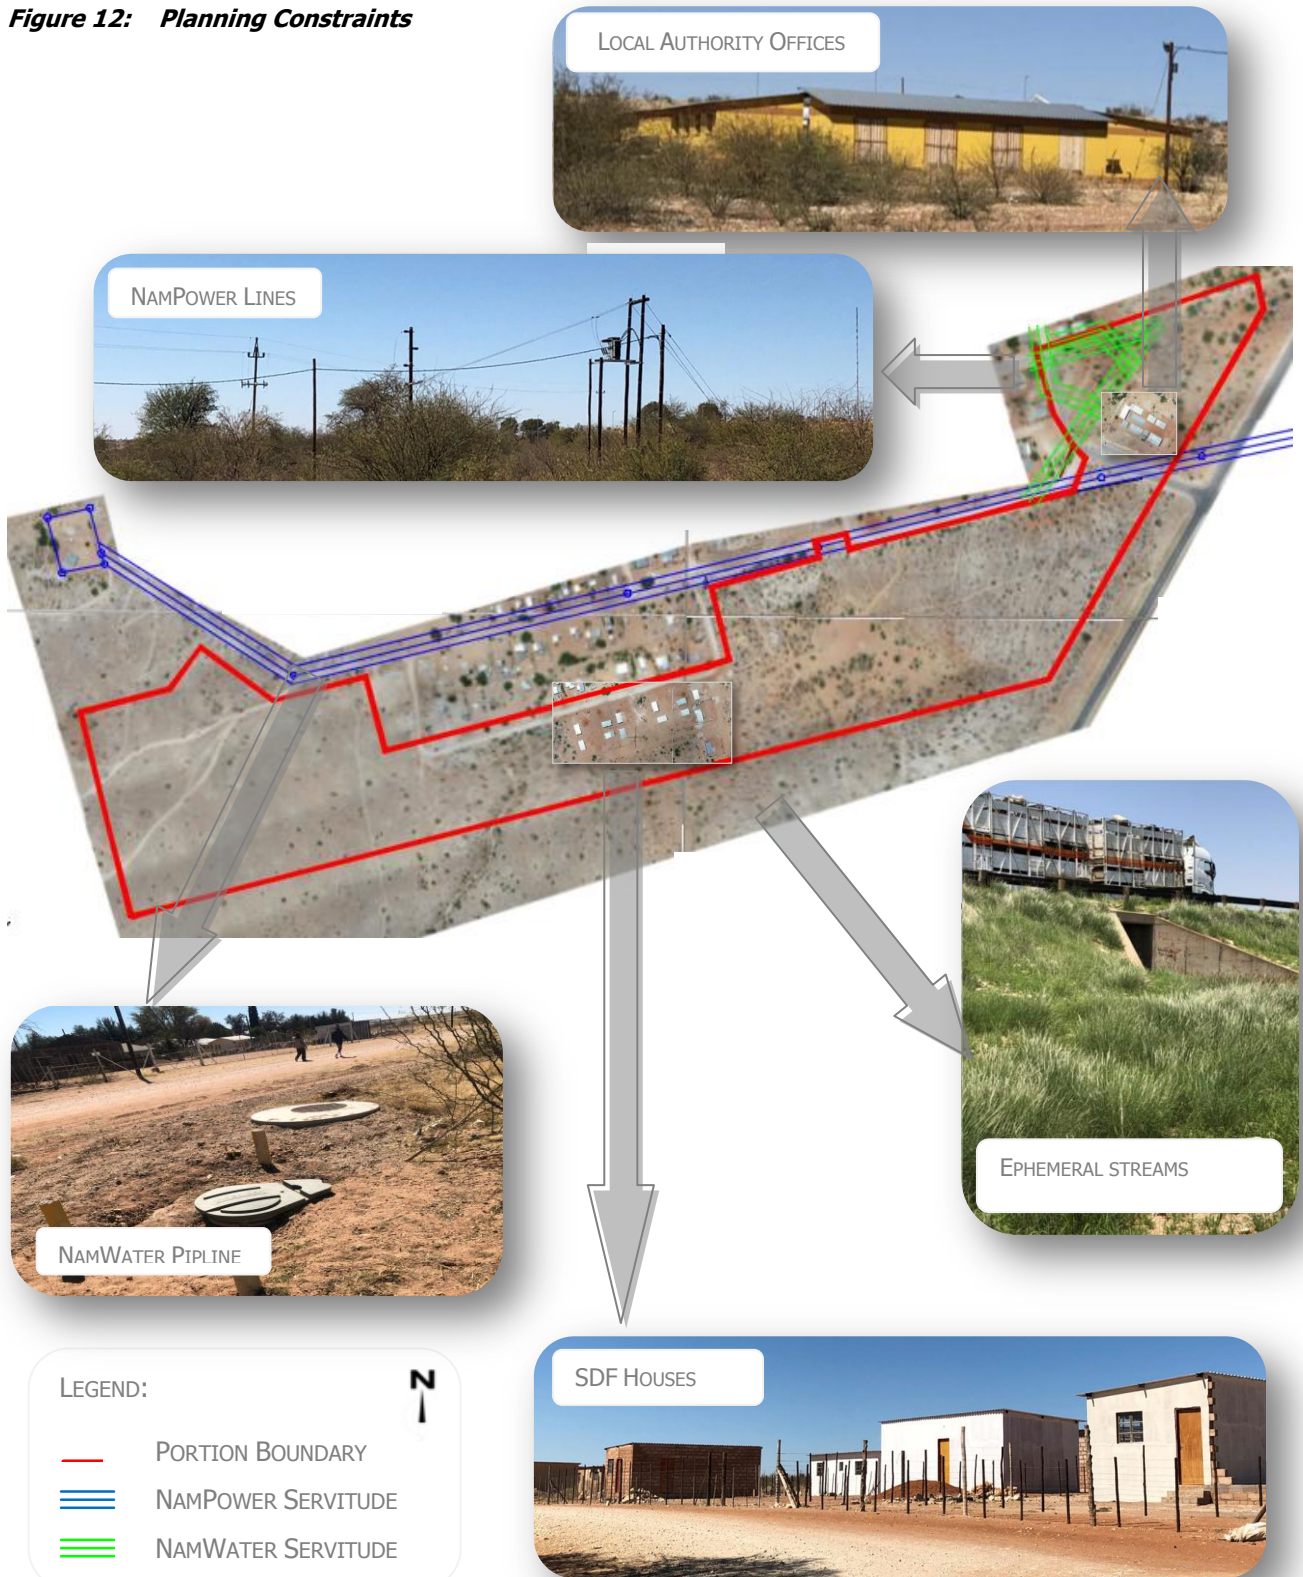 Figure 12: Planning Constraints
LOCAL AUTHORITY OFFICES
NAMPOWER LINES
EPHEMERAL STREAMS
NAMWATER PIPLINE
SDF HOUSES
LEGEND:
N
PORTION BOUNDARY
NAMPOWER SERVITUDE
NAMWATER SERVITUDE